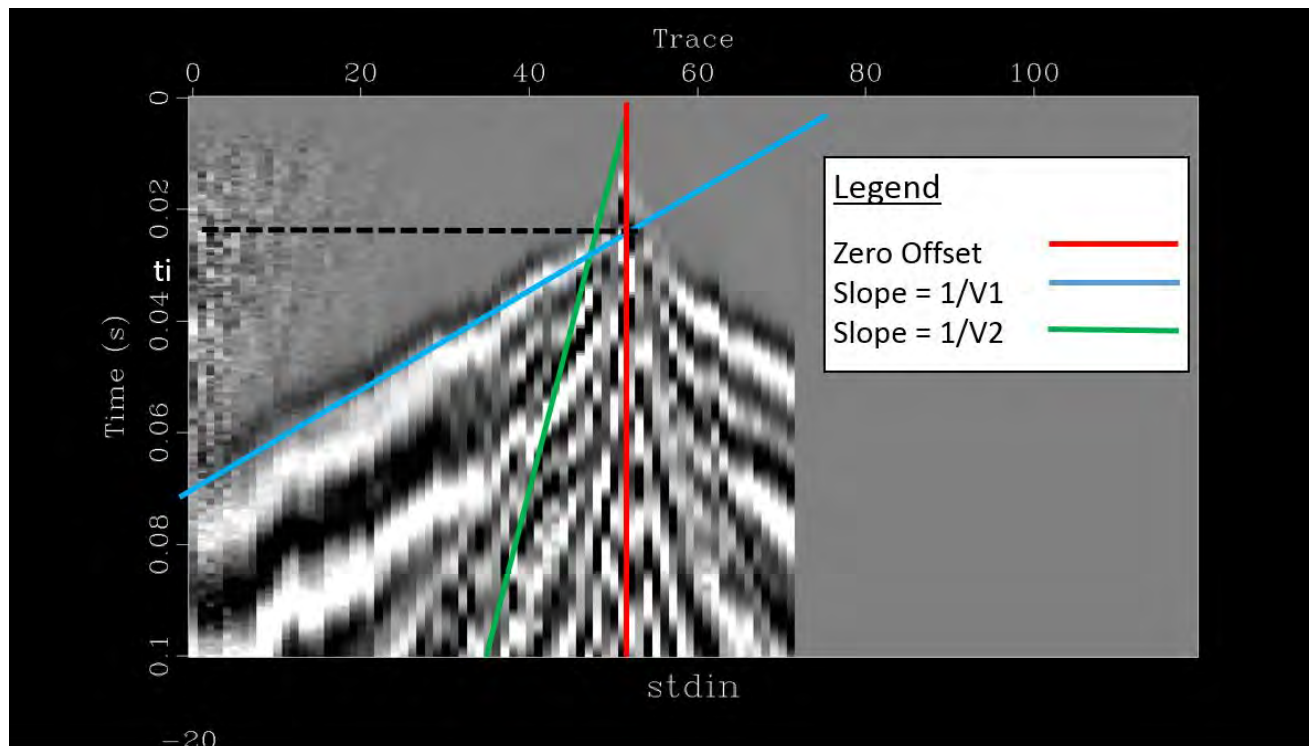 Trace
0 20 40 60 80 100
0
0.02
ti
0.04
Time (s)
0.06
0.08
0.1
Legend
Zero Offset
Slope = 1/V1
Slope = 1/V2
stdin
-20